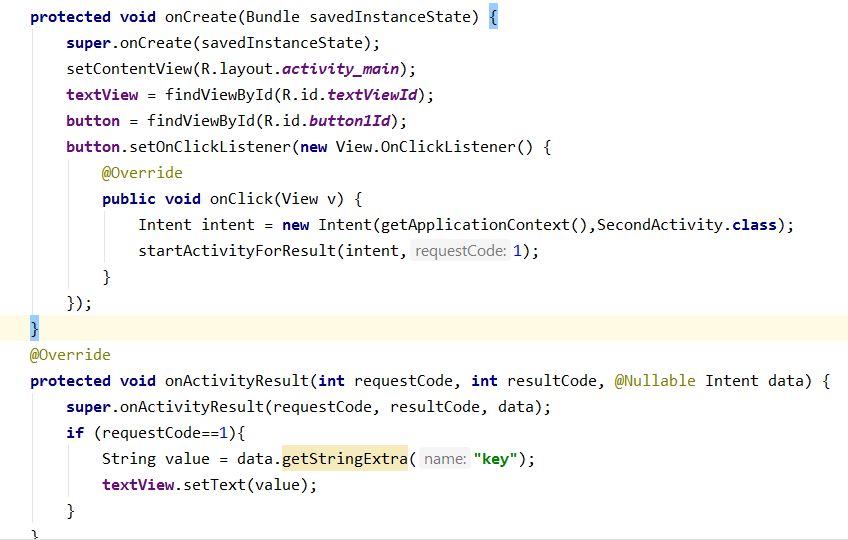 protected void onCreate(Bundle savedInstanceState) {
    super.onCreate(savedInstanceState);
    setContentView(R.layout.activity_main);
    textView = findViewById(R.id.textViewId);
    button = findViewById(R.id.button1Id);
    button.setOnClickListener(new View.OnClickListener() {
        @Override
        public void onClick(View v) {
            Intent intent = new Intent(getApplicationContext(),SecondActivity.class);
            startActivityForResult(intent, requestCode: 1);
        }
    });
}
@Override
protected void onActivityResult(int requestCode, int resultCode, @Nullable Intent data) {
    super.onActivityResult(requestCode, resultCode, data);
    if (requestCode==1){
        String value = data.getStringExtra( name: "key");
        textView.setText(value);
    }
}